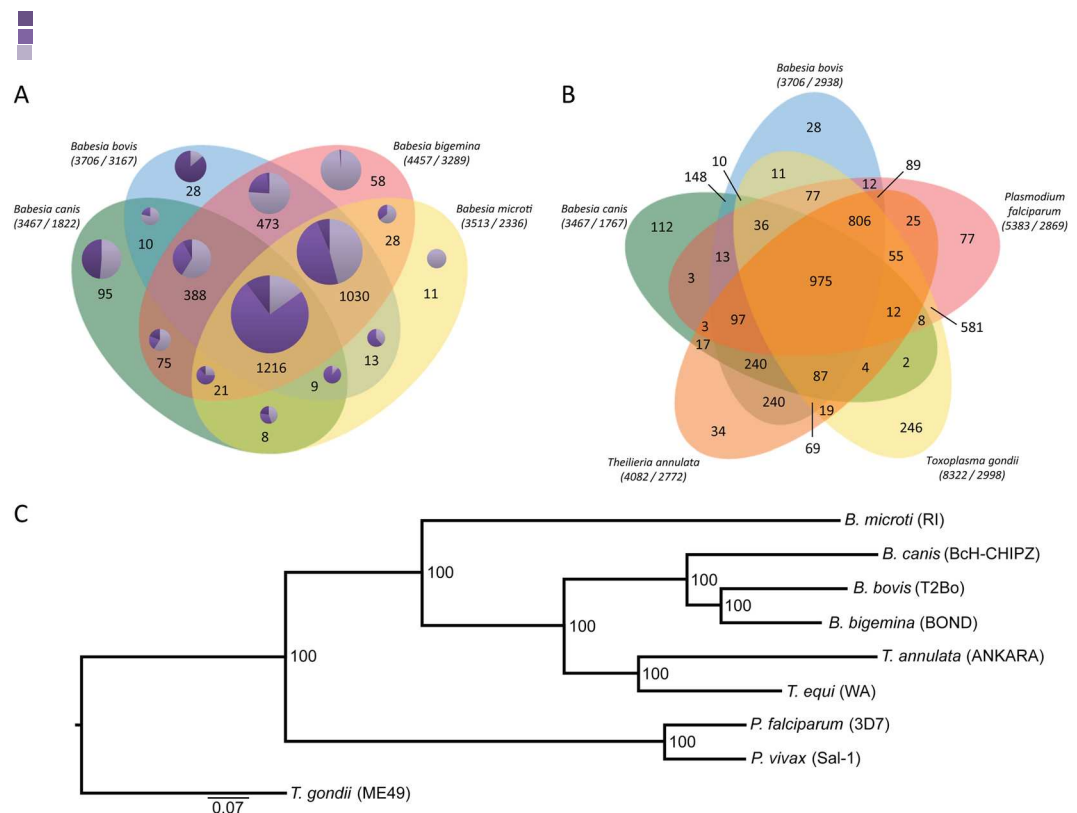 A
Babesia bovis
(3706 / 3167)
Babesia bigemina
(4457 / 3289)
Babesia canis
(3467 / 1822)
Babesia microti
(3513 / 2336)
28
58
10
473
28
95
388
1030
11
75
1216
13
21
9
8
B
Babesia bovis
(3706 / 2938)
Babesia canis
(3467 / 1767)
Plasmodium
falciparum
(5383 / 2869)
Theilieria annulata
(4082 / 2772)
Toxoplasma gondii
(8322 / 2998)
28
10
11
89
148
77
12
112
36
806
25
77
13
55
3
975
3
97
12
8
581
17
240
87
4
2
240
19
34
246
69
C
B. microti (RI)
B. canis (BcH-CHIPZ)
100
100
B. bovis (T2Bo)
100
B. bigemina (BOND)
100
T. annulata (ANKARA)
100
100
T. equi (WA)
P. falciparum (3D7)
100
P. vivax (Sal-1)
T. gondii (ME49)
0.07